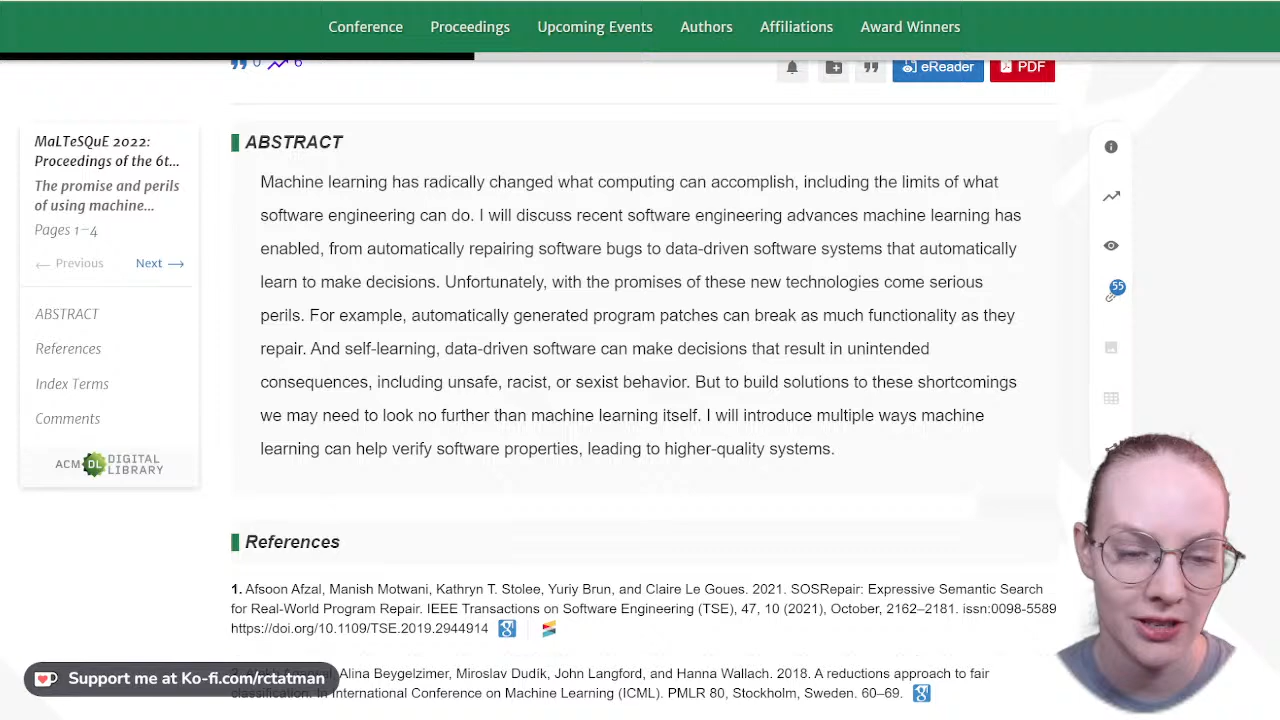 Conference Proceedings Upcoming Events Authors Affiliations Award Winners
0 6
eReader PDF
MaLTeSQuE 2022:
Proceedings of the 6t...
The promise and perils
of using machine...
Pages 1–4
← Previous Next →
ABSTRACT
References
Index Terms
Comments
ACM DL DIGITAL
LIBRARY
ABSTRACT
Machine learning has radically changed what computing can accomplish, including the limits of what
software engineering can do. I will discuss recent software engineering advances machine learning has
enabled, from automatically repairing software bugs to data-driven software systems that automatically
learn to make decisions. Unfortunately, with the promises of these new technologies come serious
perils. For example, automatically generated program patches can break as much functionality as they
repair. And self-learning, data-driven software can make decisions that result in unintended
consequences, including unsafe, racist, or sexist behavior. But to build solutions to these shortcomings
we may need to look no further than machine learning itself. I will introduce multiple ways machine
learning can help verify software properties, leading to higher-quality systems.
55
References
1. Afsoon Afzal, Manish Motwani, Kathryn T. Stolee, Yuriy Brun, and Claire Le Goues. 2021. SOSRepair: Expressive Semantic Search
for Real-World Program Repair. IEEE Transactions on Software Engineering (TSE), 47, 10 (2021), October, 2162–2181. issn:0098-5589
https://doi.org/10.1109/TSE.2019.2944914
Alina Beygelzimer, Miroslav Dudík, John Langford, and Hanna Wallach. 2018. A reductions approach to fair
In International Conference on Machine Learning (ICML). PMLR 80, Stockholm, Sweden. 60–69.
Support me at Ko-fi.com/rctatman